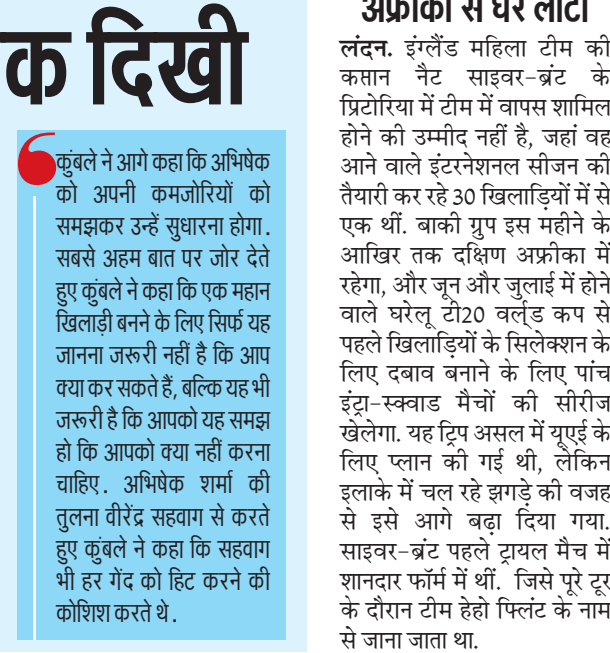 क दिखी
कुंबले ने आगे कहा कि अभिषेक
को अपनी कमजोरियों को
समझकर उन्हें सुधारना होगा.
सबसे अहम बात पर जोर देते
हुए कुंबले ने कहा कि एक महान
खिलाड़ी बनने के लिए सिर्फ यह
जानना जरूरी नहीं है कि आप
क्या कर सकते हैं, बल्कि यह भी
जरूरी है कि आपको यह समझ
हो कि आपको क्या नहीं करना
चाहिए. अभिषेक शर्मा की
तुलना वीरेंद्र सहवाग से करते
हुए कुंबले ने कहा कि सहवाग
भी हर गेंद को हिट करने की
कोशिश करते थे.
अफ्रीका से घर लौटी
लंदन. इंग्लैंड महिला टीम की
कप्तान नैट साइवर-ब्रंट के
प्रिटोरिया में टीम में वापस शामिल
होने की उम्मीद नहीं है, जहां वह
आने वाले इंटरनेशनल सीजन की
तैयारी कर रहे 30 खिलाड़ियों में से
एक थीं. बाकी ग्रुप इस महीने के
आखिर तक दक्षिण अफ्रीका में
रहेगा, और जून और जुलाई में होने
वाले घरेलू टी20 वर्ल्ड कप से
पहले खिलाड़ियों के सिलेक्शन के
लिए दबाव बनाने के लिए पांच
इंट्रा-स्क्वाड मैचों की सीरीज
खेलेगा. यह ट्रिप असल में यूएई के
लिए प्लान की गई थी, लेकिन
इलाके में चल रहे झगड़े की वजह
से इसे आगे बढ़ा दिया गया.
साइवर-ब्रंट पहले ट्रायल मैच में
शानदार फॉर्म में थीं. जिसे पूरे टूर
के दौरान टीम हेहो फ्लिंट के नाम
से जाना जाता था.